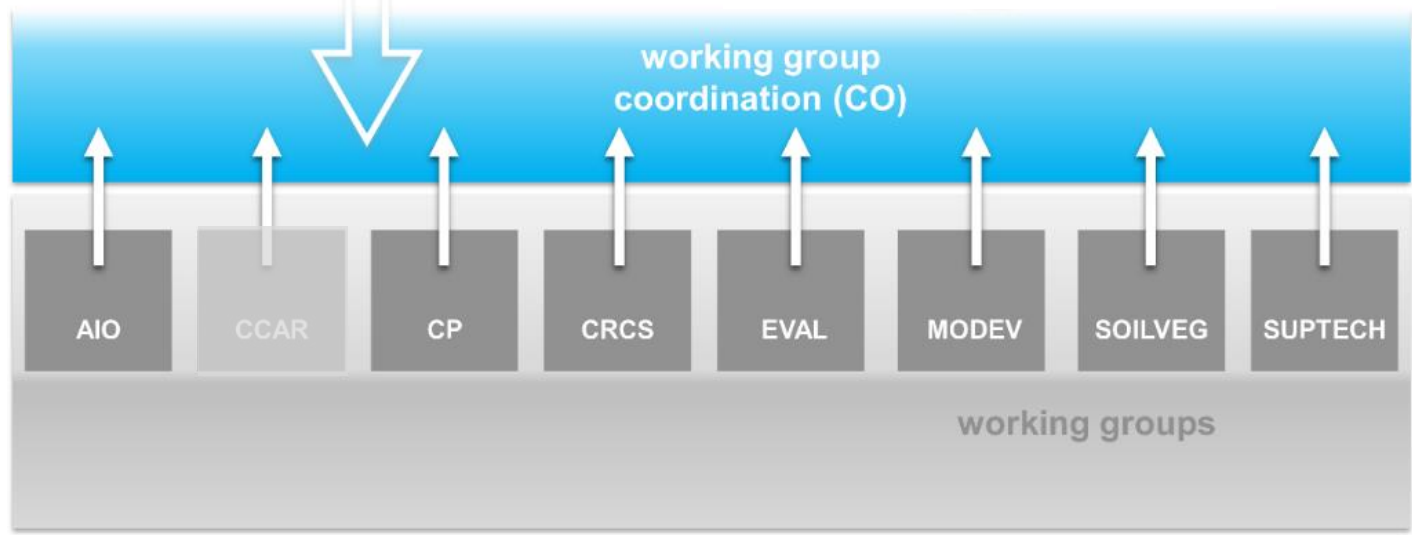 working group
coordination (CO)
AIO
CCAR
CP
CRCS
EVAL
MODEV
SOILVEG
SUPTECH
working groups